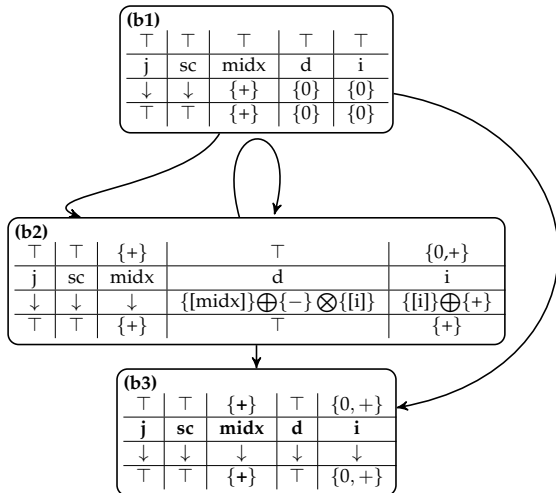 (b1)
⊤ ⊤ ⊤ ⊤ ⊤
j sc midx d i
↓ ↓ {+} {0} {0}
⊤ ⊤ {+} {0} {0}
(b2)
⊤ ⊤ {+} ⊤ {0,+}
j sc midx d i
↓ ↓ ↓ {[midx]}⨁{−}⨂{[i]} {[i]}⨁{+}
⊤ ⊤ {+} ⊤ {+}
(b3)
⊤ ⊤ {+} ⊤ {0, +}
j sc midx d i
↓ ↓ ↓ ↓ ↓
⊤ ⊤ {+} ⊤ {0, +}